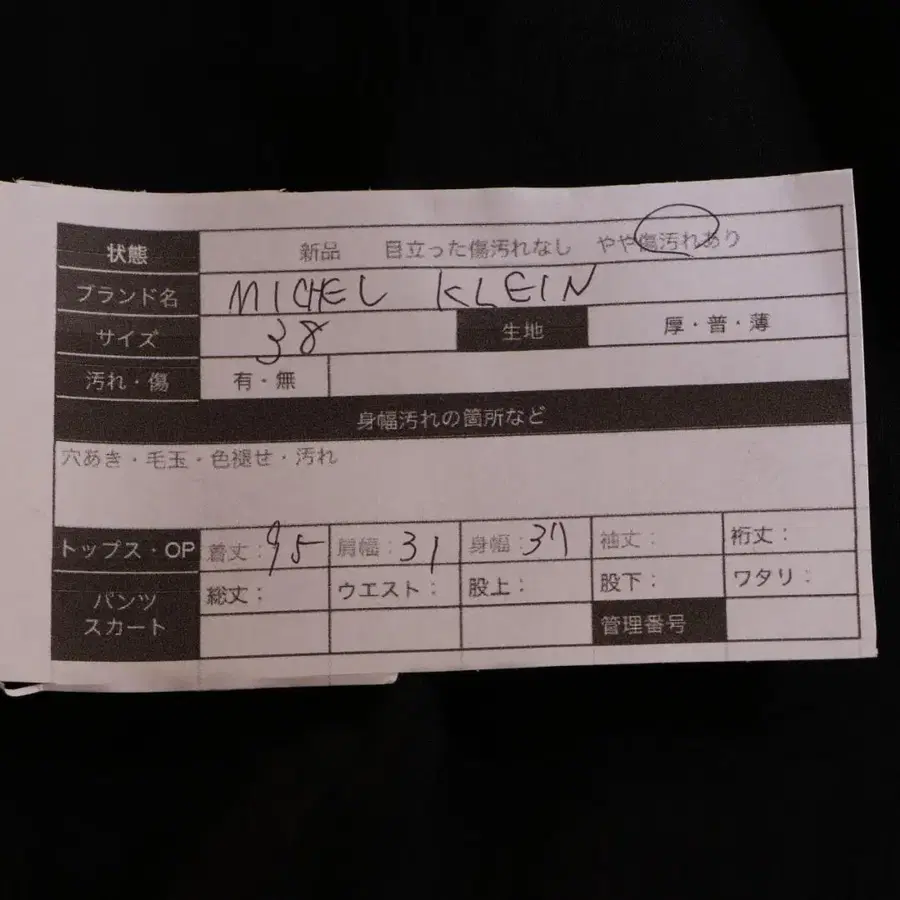 状態 新品 目立った傷汚れなし やや傷汚れあり
ブランド名 MICHEL KLEIN
サイズ 38 生地 厚・普・薄
汚れ・傷 有・無
身幅汚れの箇所など
穴あき・毛玉・色褪せ・汚れ
トップス・OP 着丈:95 肩幅:31 身幅:37 袖丈: 裄丈:
パンツ スカート 総丈: ウエスト: 股上: 股下: ワタリ:
管理番号